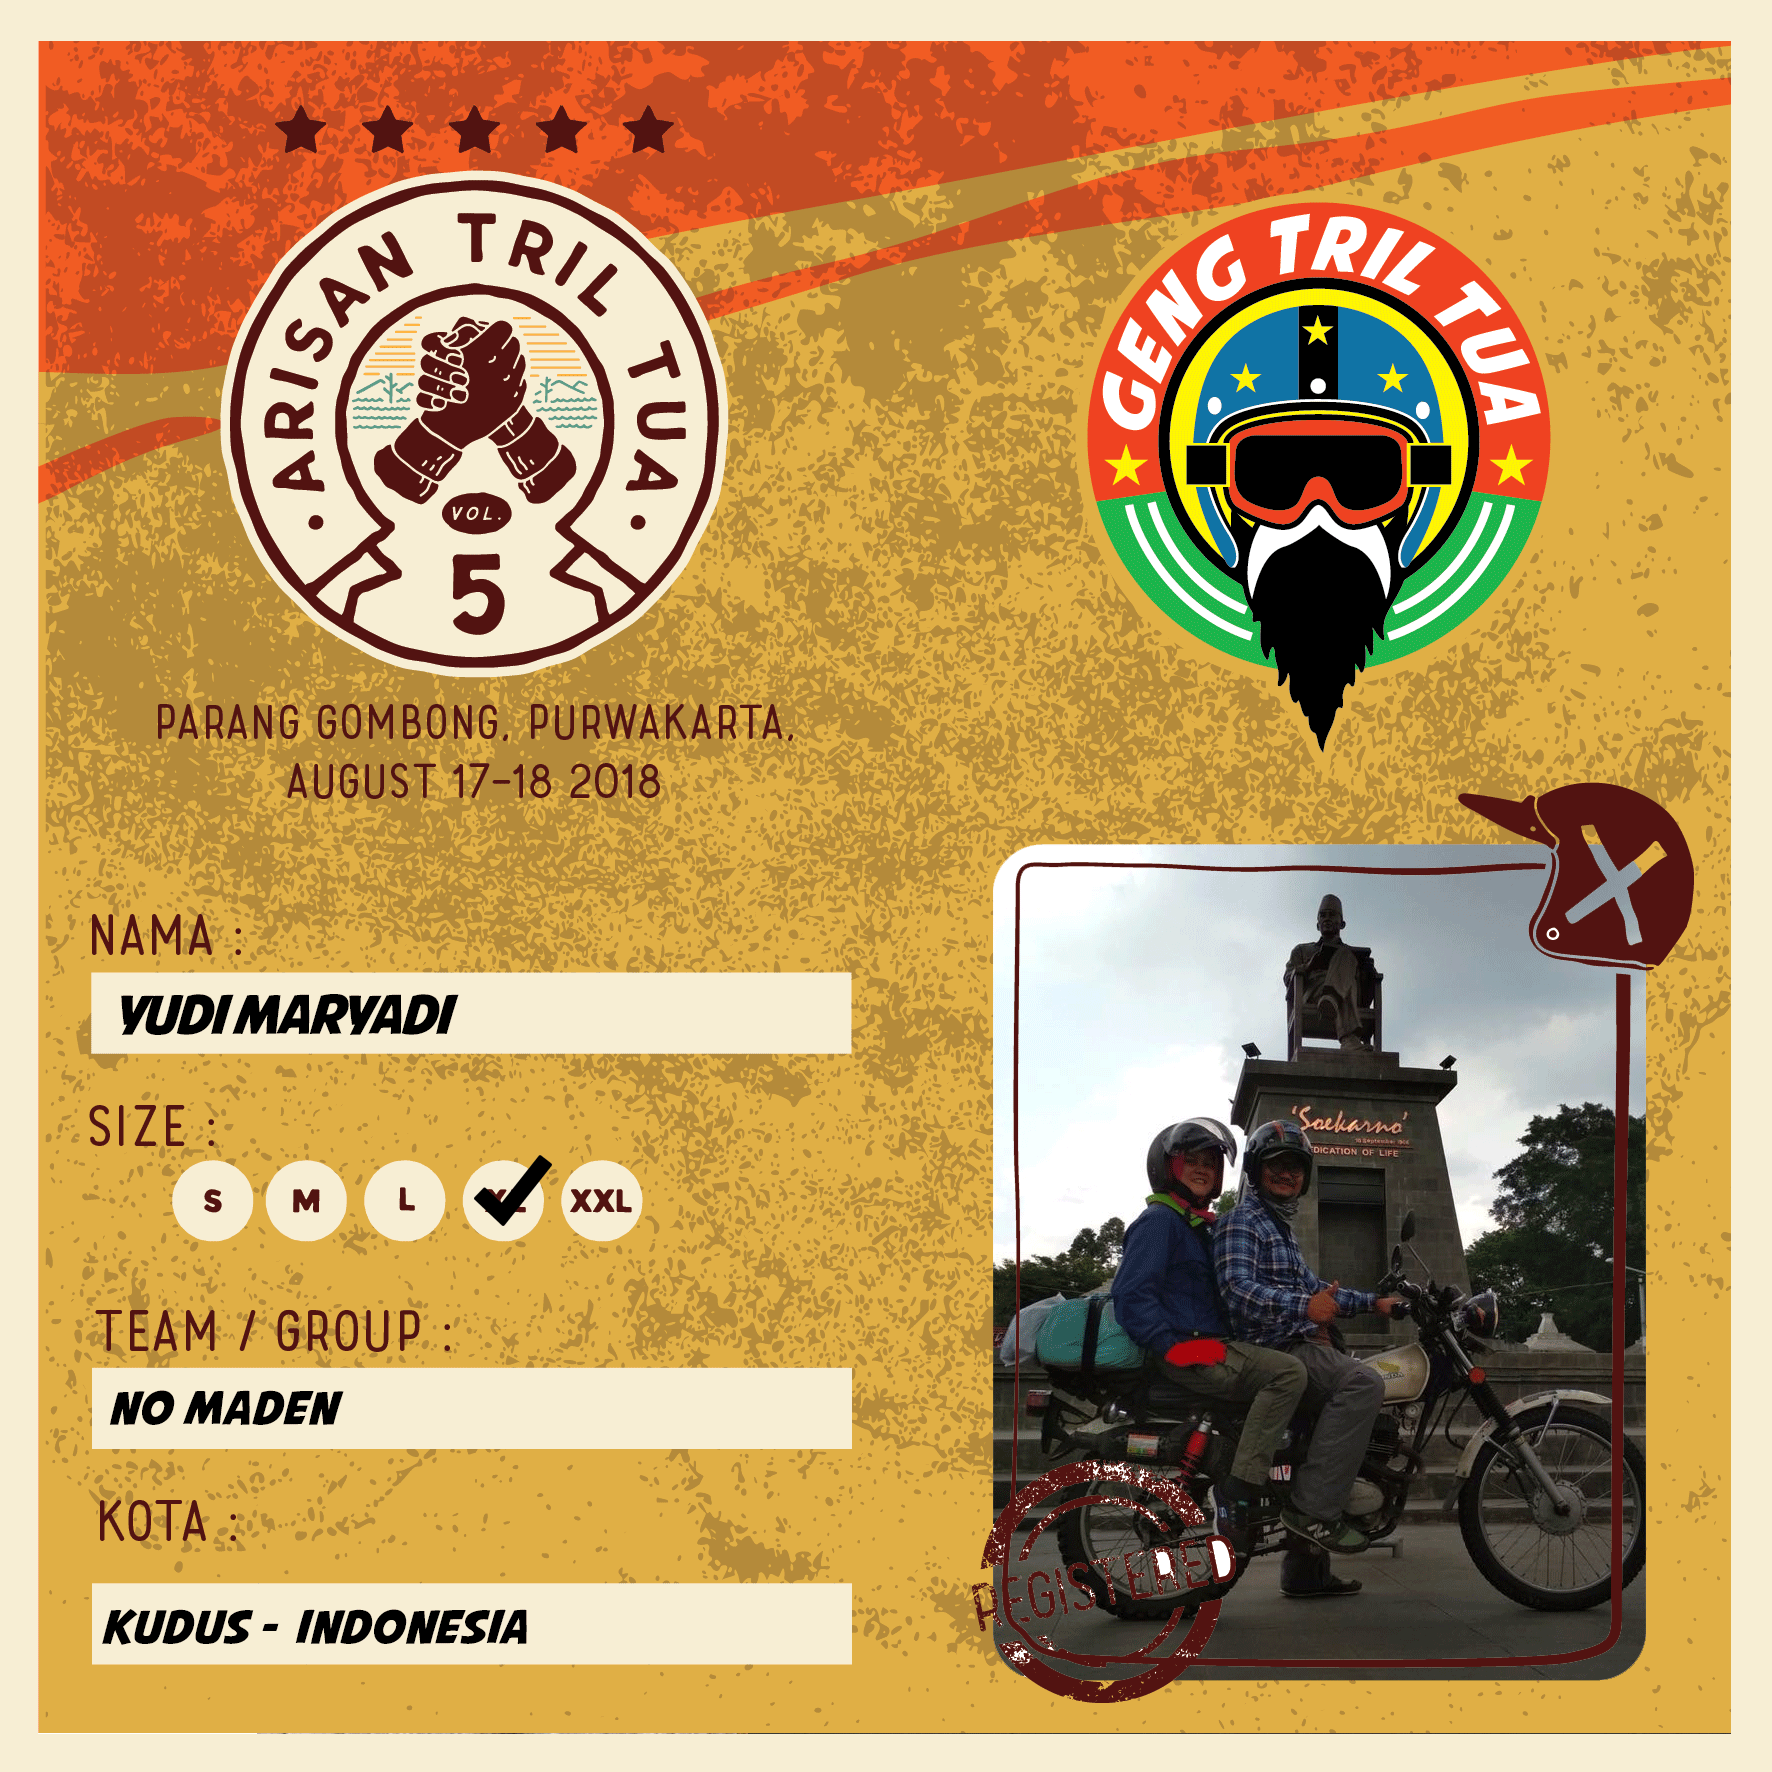 ARISAN TRIL TUA
VOL.
5
GENG TRIL TUA
PARANG GOMBONG, PURWAKARTA,
AUGUST 17-18 2018
NAMA :
YUDI MARYADI
SIZE :
S M L XL XXL
TEAM / GROUP :
NO MADEN
KOTA :
KUDUS - INDONESIA
'Soekarno'
DICATION OF LIFE
REGISTERED